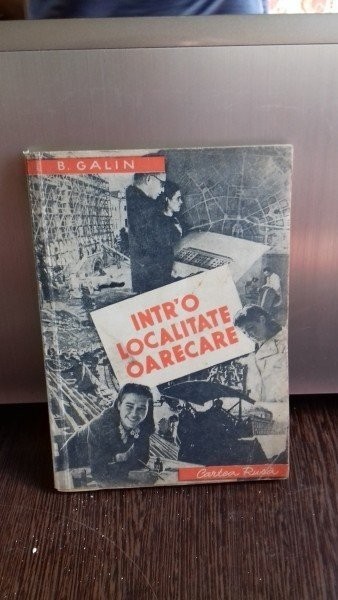 B. GALIN
INTR'O
LOCALITATE
OARECARE
Cartea Rusă